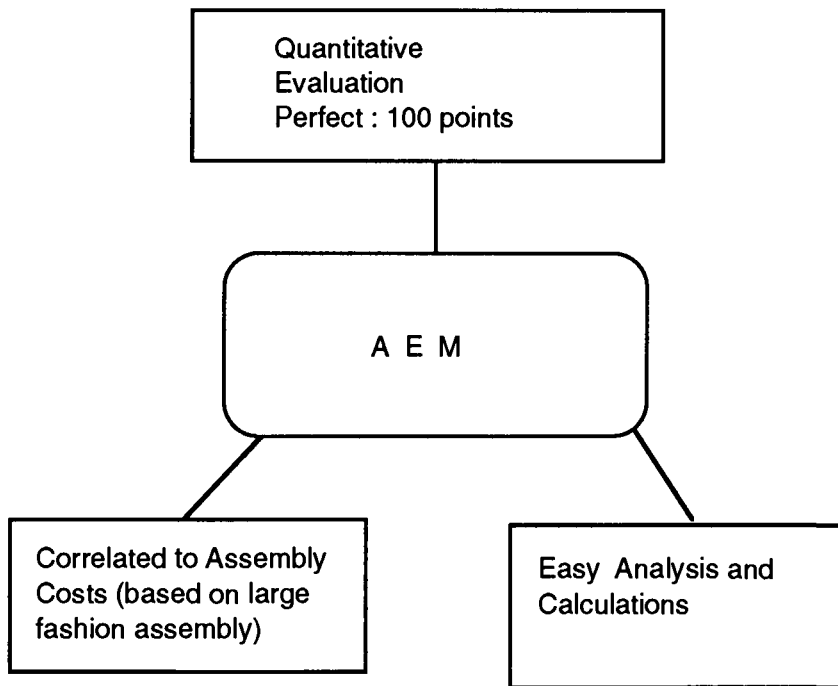 Quantitative
Evaluation
Perfect : 100 points
A E M
Correlated to Assembly
Costs (based on large
fashion assembly)
Easy Analysis and
Calculations